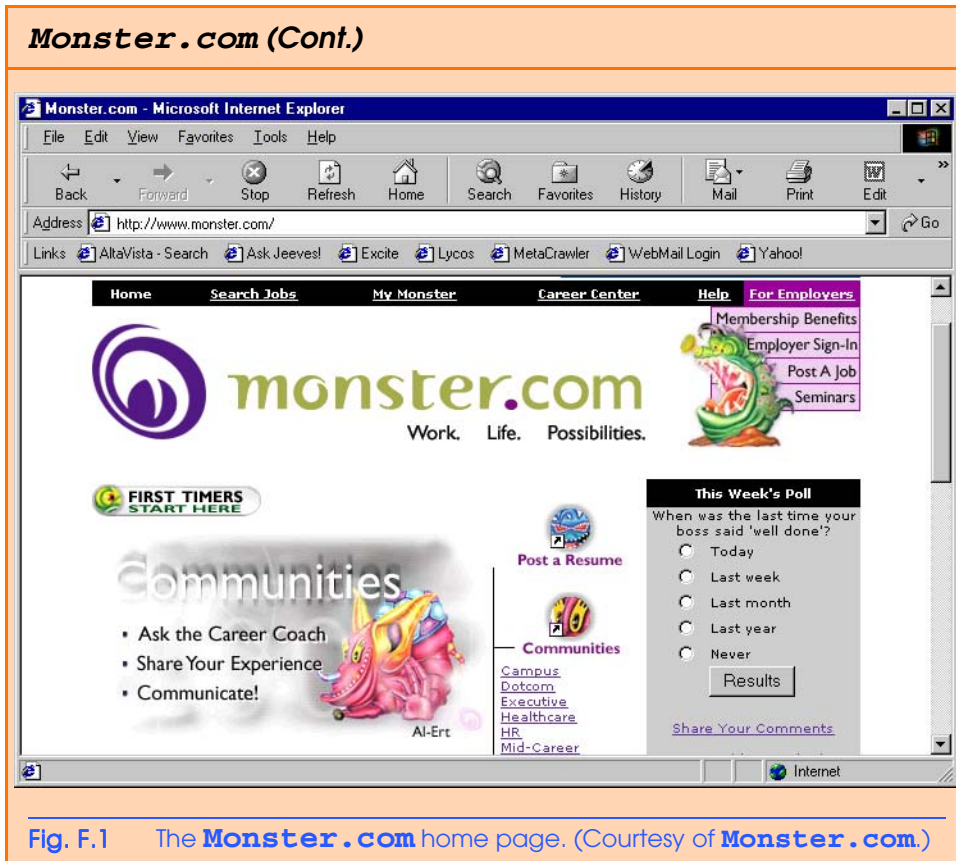 Monster.com (Cont.)
Monster.com - Microsoft Internet Explorer
File Edit View Favorites Tools Help
Back Forward Stop Refresh Home Search Favorites History Mail Print Edit »
Address http://www.monster.com/ Go
Links AltaVista - Search Ask Jeeves! Excite Lycos MetaCrawler WebMail Login Yahoo!
Home Search Jobs My Monster Career Center Help For Employers
Membership Benefits
Employer Sign-In
Post A Job
Seminars
monster.com
Work. Life. Possibilities.
FIRST TIMERS
START HERE
Communities
• Ask the Career Coach
• Share Your Experience
• Communicate!
Al-Ert
Post a Resume
Communities
Campus
Dotcom
Executive
Healthcare
HR
Mid-Career
This Week's Poll
When was the last time your
boss said 'well done'?
Today
Last week
Last month
Last year
Never
Results
Share Your Comments
Internet
Fig. F.1 The Monster.com home page. (Courtesy of Monster.com.)